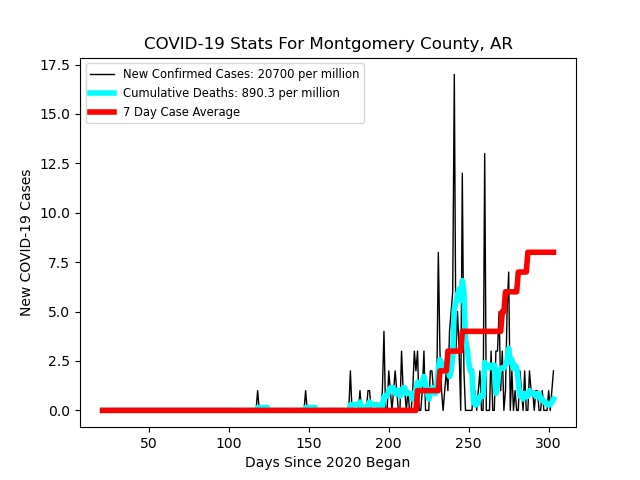 COVID-19 Stats For Montgomery County, AR
New Confirmed Cases: 20700 per million
Cumulative Deaths: 890.3 per million
7 Day Case Average
17.5
15.0
12.5
10.0
7.5
5.0
2.5
0.0
New COVID-19 Cases
50 100 150 200 250 300
Days Since 2020 Began